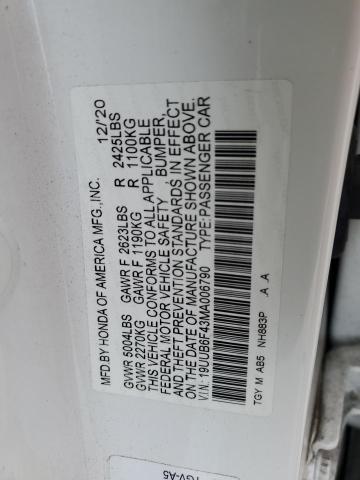 MFD.BY HONDA OF AMERICA MFG.,INC. 12/'20
GVWR 5004LBS GAWR F 2623LBS R 2425LBS
GVWR 2270KG GAWR F 1190KG R 1100KG
THIS VEHICLE CONFORMS TO ALL APPLICABLE
FEDERAL MOTOR VEHICLE SAFETY, BUMPER,
AND THEFT PREVENTION STANDARDS IN EFFECT
ON THE DATE OF MANUFACTURE SHOWN ABOVE.
V.I.N: 19UUB6F43MA006790 TYPE:PASSENGER CAR
TGY M AB5 NH883P .A .A
TGV-A5